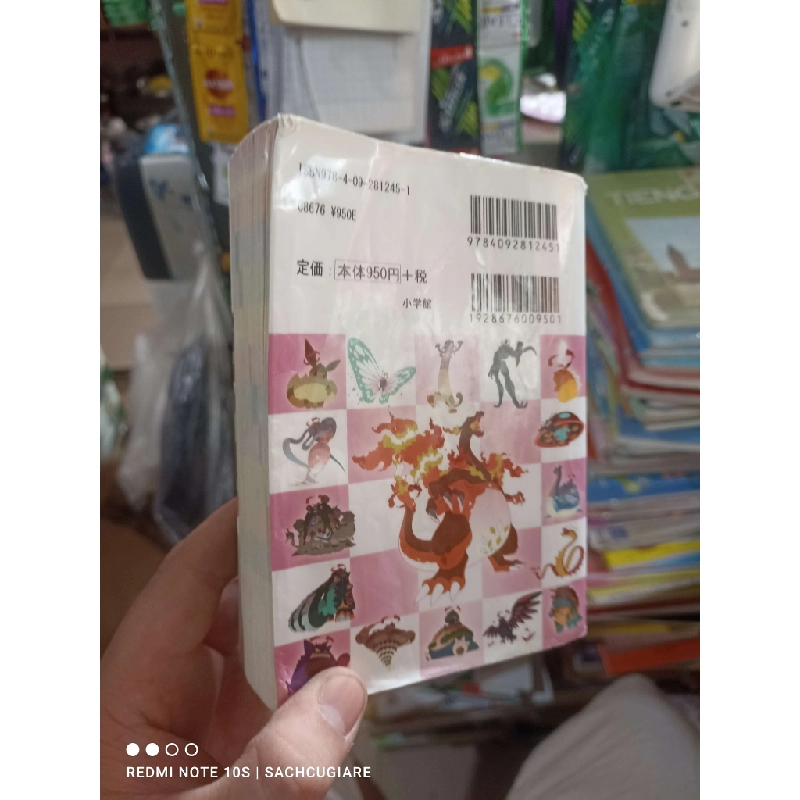 ISBN978-4-09-281245-1
C8676 ¥950E
9784092812451
定価：本体950円+税
小学館
1928676009501
TIENG
REDMI NOTE 10S | SACHCUGIARE